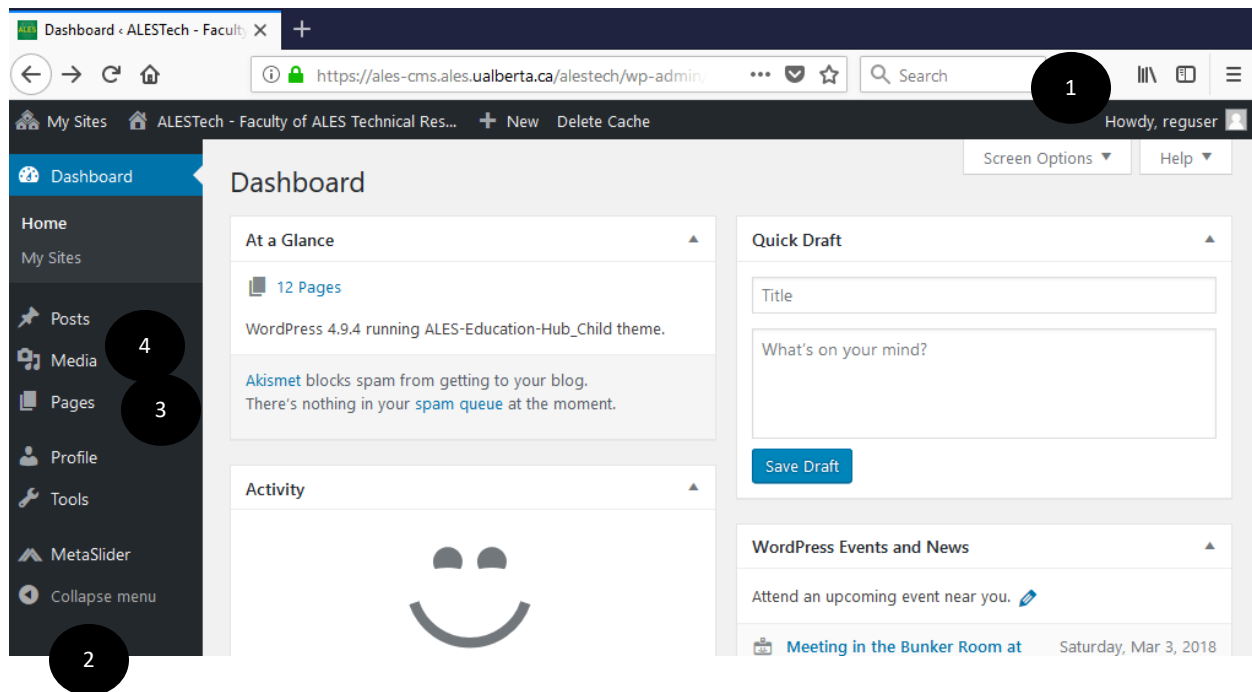 Dashboard ‹ ALESTech - Faculty
https://ales-cms.ales.ualberta.ca/alestech/wp-admin/
Search
1
My Sites ALESTech - Faculty of ALES Technical Res... New Delete Cache Howdy, reguser
Screen Options Help
Dashboard
Home
My Sites
Posts
Media
4
Pages
3
Profile
Tools
MetaSlider
Collapse menu
2
Dashboard
At a Glance
12 Pages
WordPress 4.9.4 running ALES-Education-Hub_Child theme.
Akismet blocks spam from getting to your blog.
There's nothing in your spam queue at the moment.
Activity
Quick Draft
Title
What's on your mind?
Save Draft
WordPress Events and News
Attend an upcoming event near you.
Meeting in the Bunker Room at Saturday, Mar 3, 2018